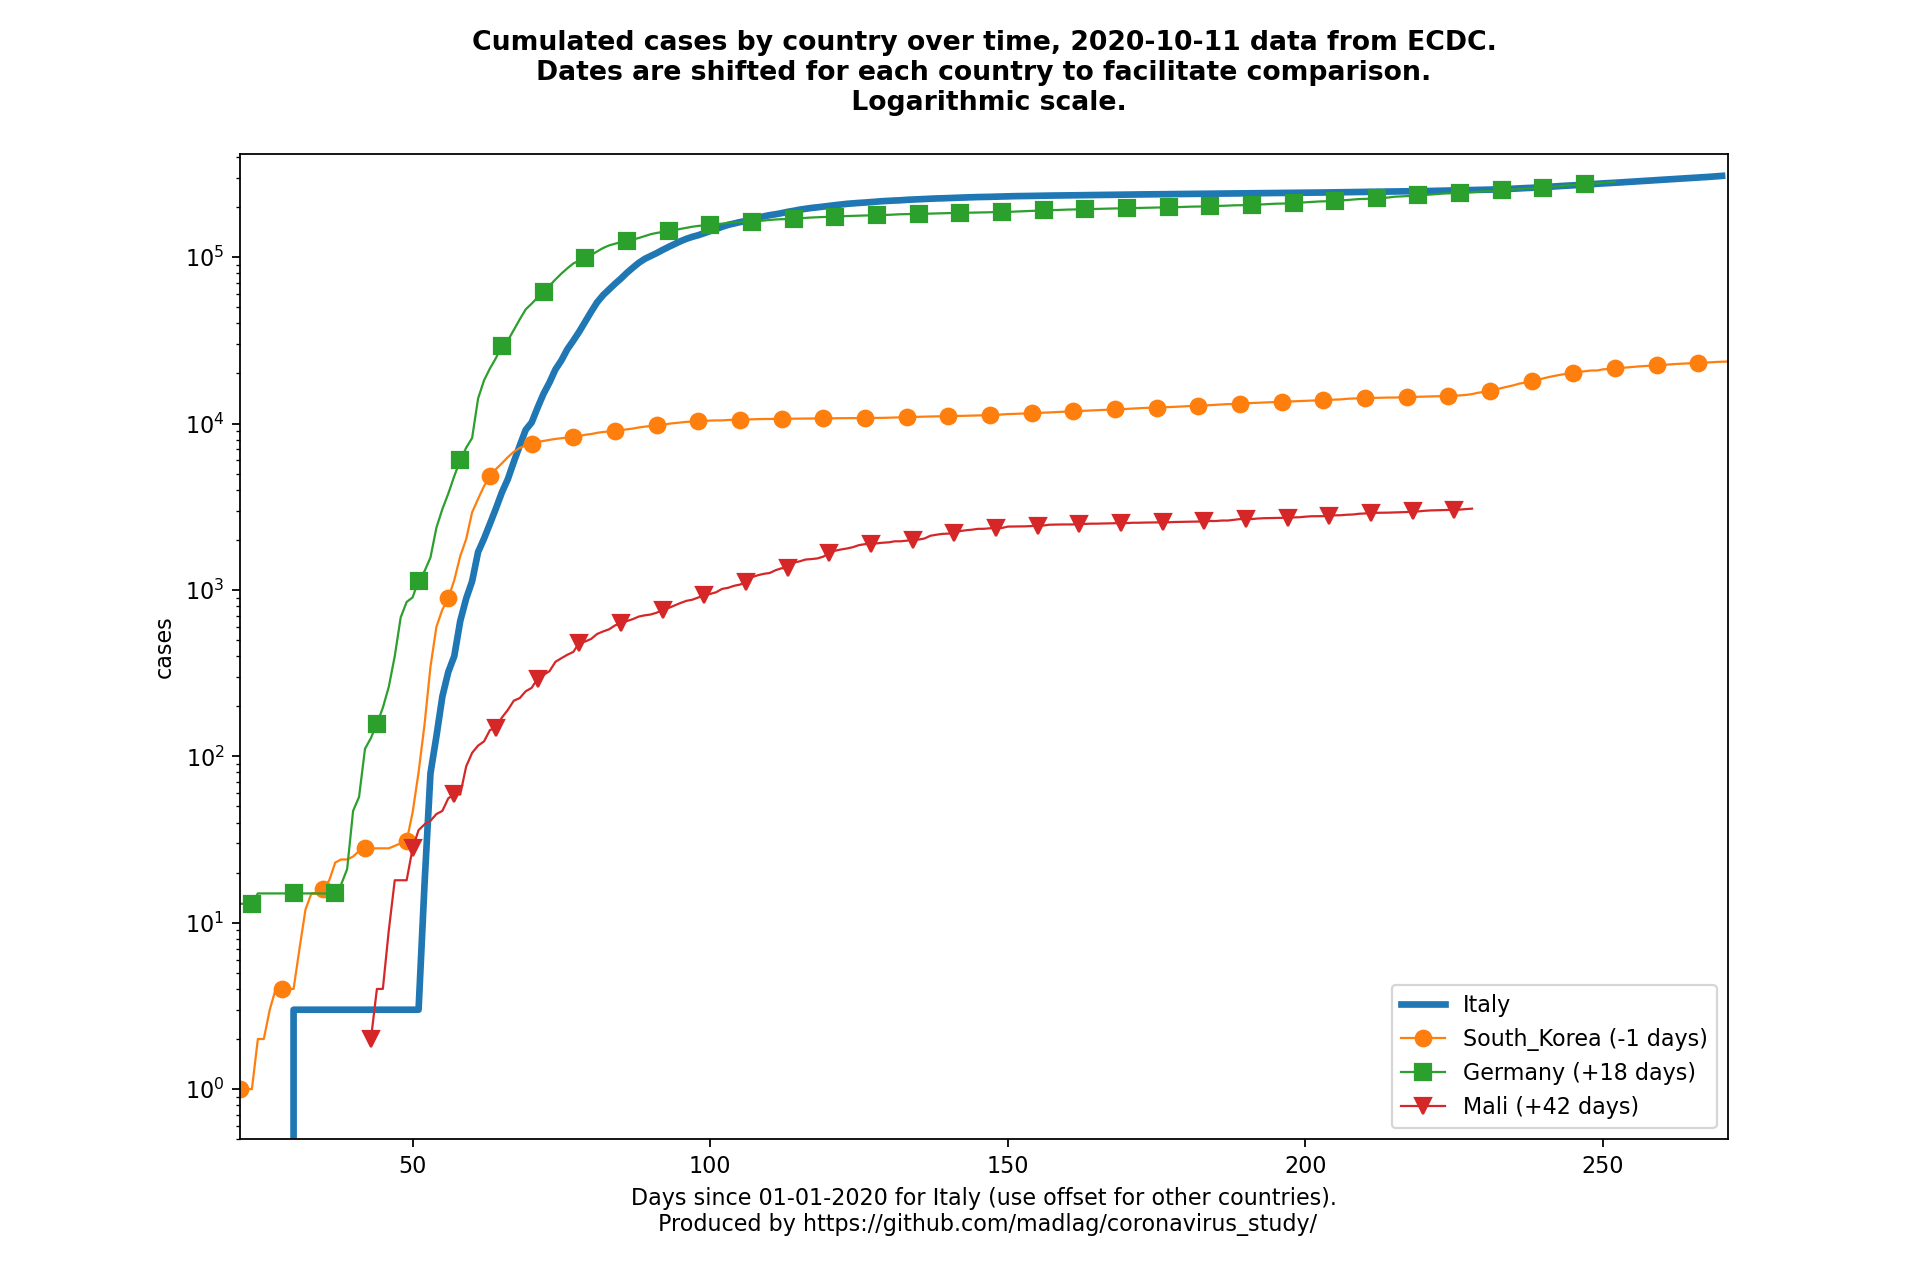 Cumulated cases by country over time, 2020-10-11 data from ECDC.
Dates are shifted for each country to facilitate comparison.
Logarithmic scale.
10^5
10^4
10^3
10^2
10^1
10^0
cases
50 100 150 200 250
Italy
South_Korea (-1 days)
Germany (+18 days)
Mali (+42 days)
Days since 01-01-2020 for Italy (use offset for other countries).
Produced by https://github.com/madlag/coronavirus_study/